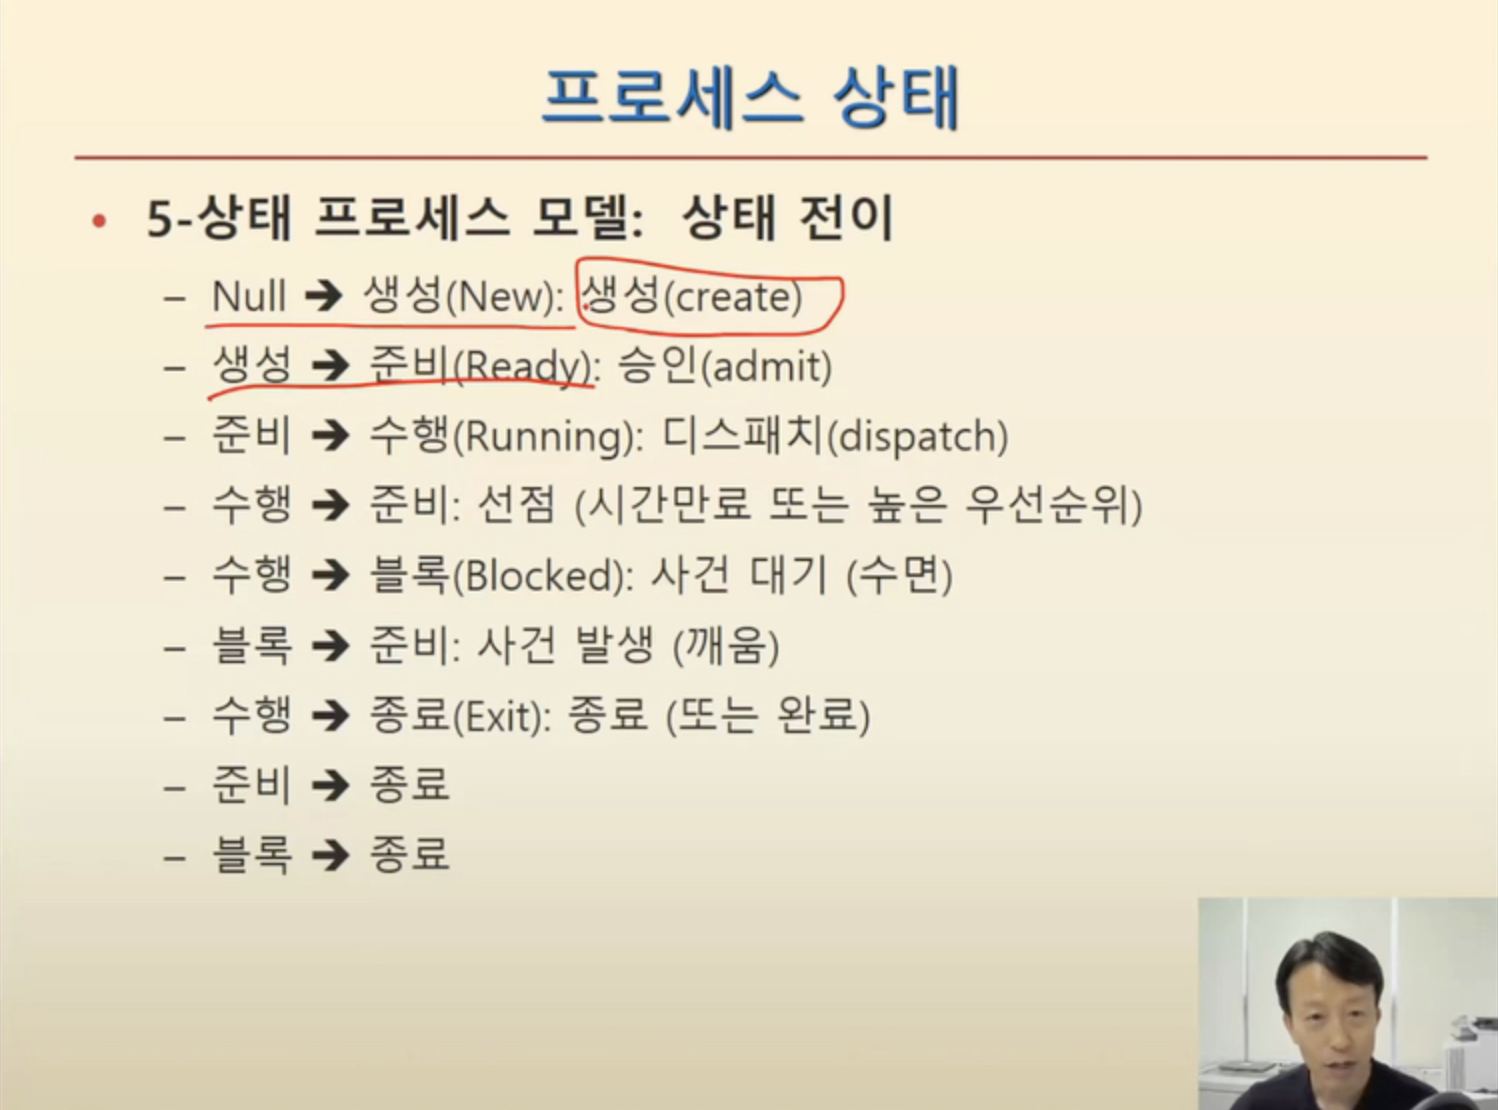 프로세스 상태
• 5-상태 프로세스 모델: 상태 전이
– Null ➔ 생성(New): 생성(create)
– 생성 ➔ 준비(Ready): 승인(admit)
– 준비 ➔ 수행(Running): 디스패치(dispatch)
– 수행 ➔ 준비: 선점 (시간만료 또는 높은 우선순위)
– 수행 ➔ 블록(Blocked): 사건 대기 (수면)
– 블록 ➔ 준비: 사건 발생 (깨움)
– 수행 ➔ 종료(Exit): 종료 (또는 완료)
– 준비 ➔ 종료
– 블록 ➔ 종료